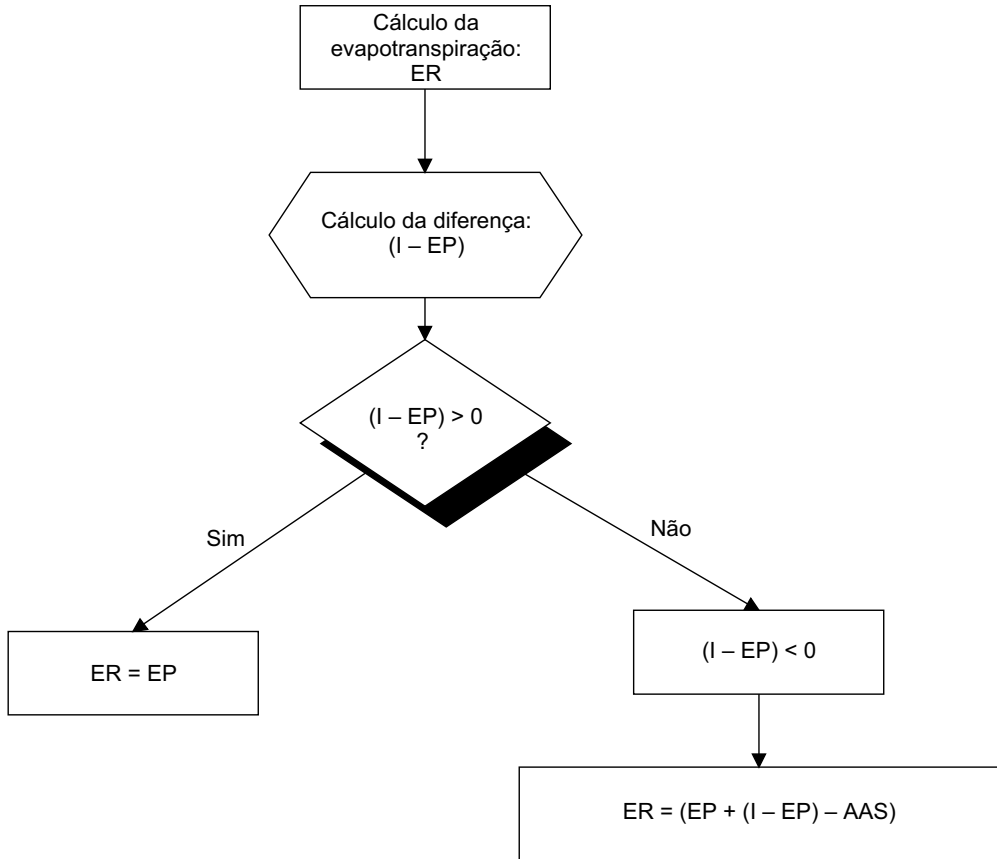 Cálculo da
evapotranspiração:
ER
Cálculo da diferença:
(I – EP)
(I – EP) > 0
?
Sim
Não
ER = EP
(I – EP) < 0
ER = (EP + (I – EP) – AAS)